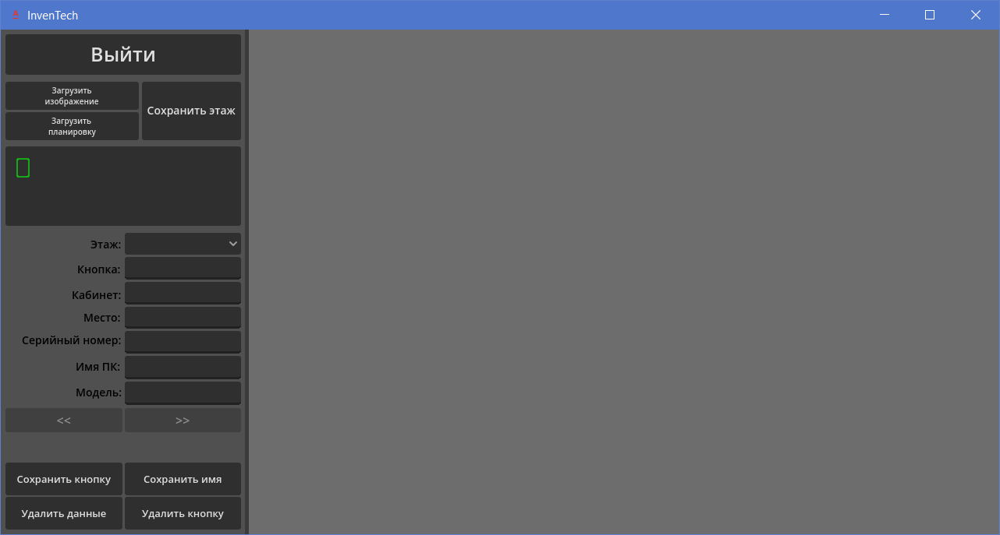 InvenTech
Выйти
Загрузить
изображение
Сохранить этаж
Загрузить
планировку
Этаж:
Кнопка:
Кабинет:
Место:
Серийный номер:
Имя ПК:
Модель:
<< >>
Сохранить кнопку Сохранить имя
Удалить данные Удалить кнопку